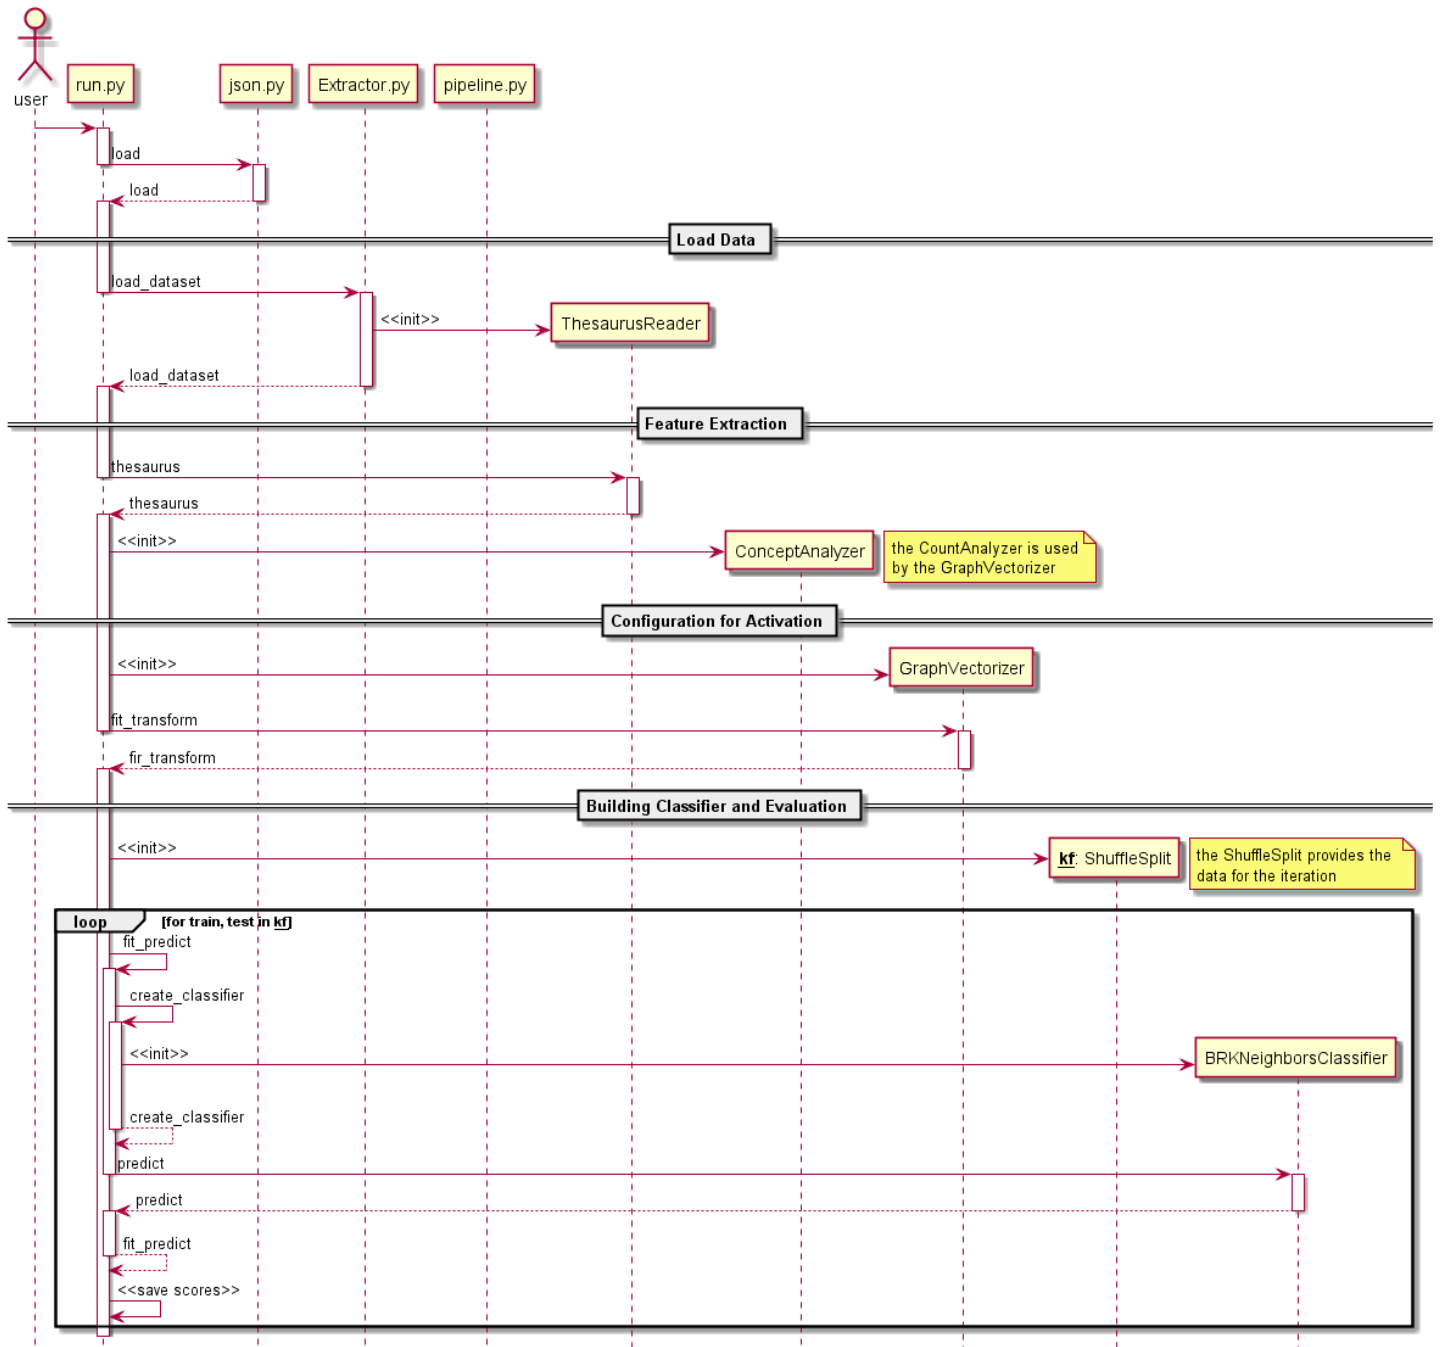 user
run.py
json.py
Extractor.py
pipeline.py
load
load
Load Data
load_dataset
<<init>>
ThesaurusReader
load_dataset
Feature Extraction
thesaurus
thesaurus
<<init>>
ConceptAnalyzer
the CountAnalyzer is used
by the GraphVectorizer
Configuration for Activation
<<init>>
GraphVectorizer
fit_transform
fir_transform
Building Classifier and Evaluation
<<init>>
kf: ShuffleSplit
the ShuffleSplit provides the
data for the iteration
loop
[for train, test in kf]
fit_predict
create_classifier
<<init>>
BRKNeighborsClassifier
create_classifier
predict
predict
fit_predict
<<save scores>>